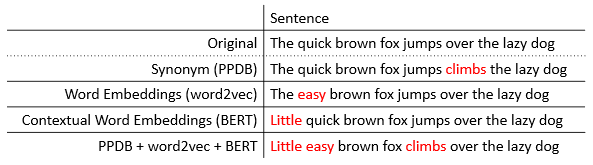 Sentence
Original The quick brown fox jumps over the lazy dog
Synonym (PPDB) The quick brown fox jumps climbs the lazy dog
Word Embeddings (word2vec) The easy brown fox jumps over the lazy dog
Contextual Word Embeddings (BERT) Little quick brown fox jumps over the lazy dog
PPDB + word2vec + BERT Little easy brown fox climbs over the lazy dog